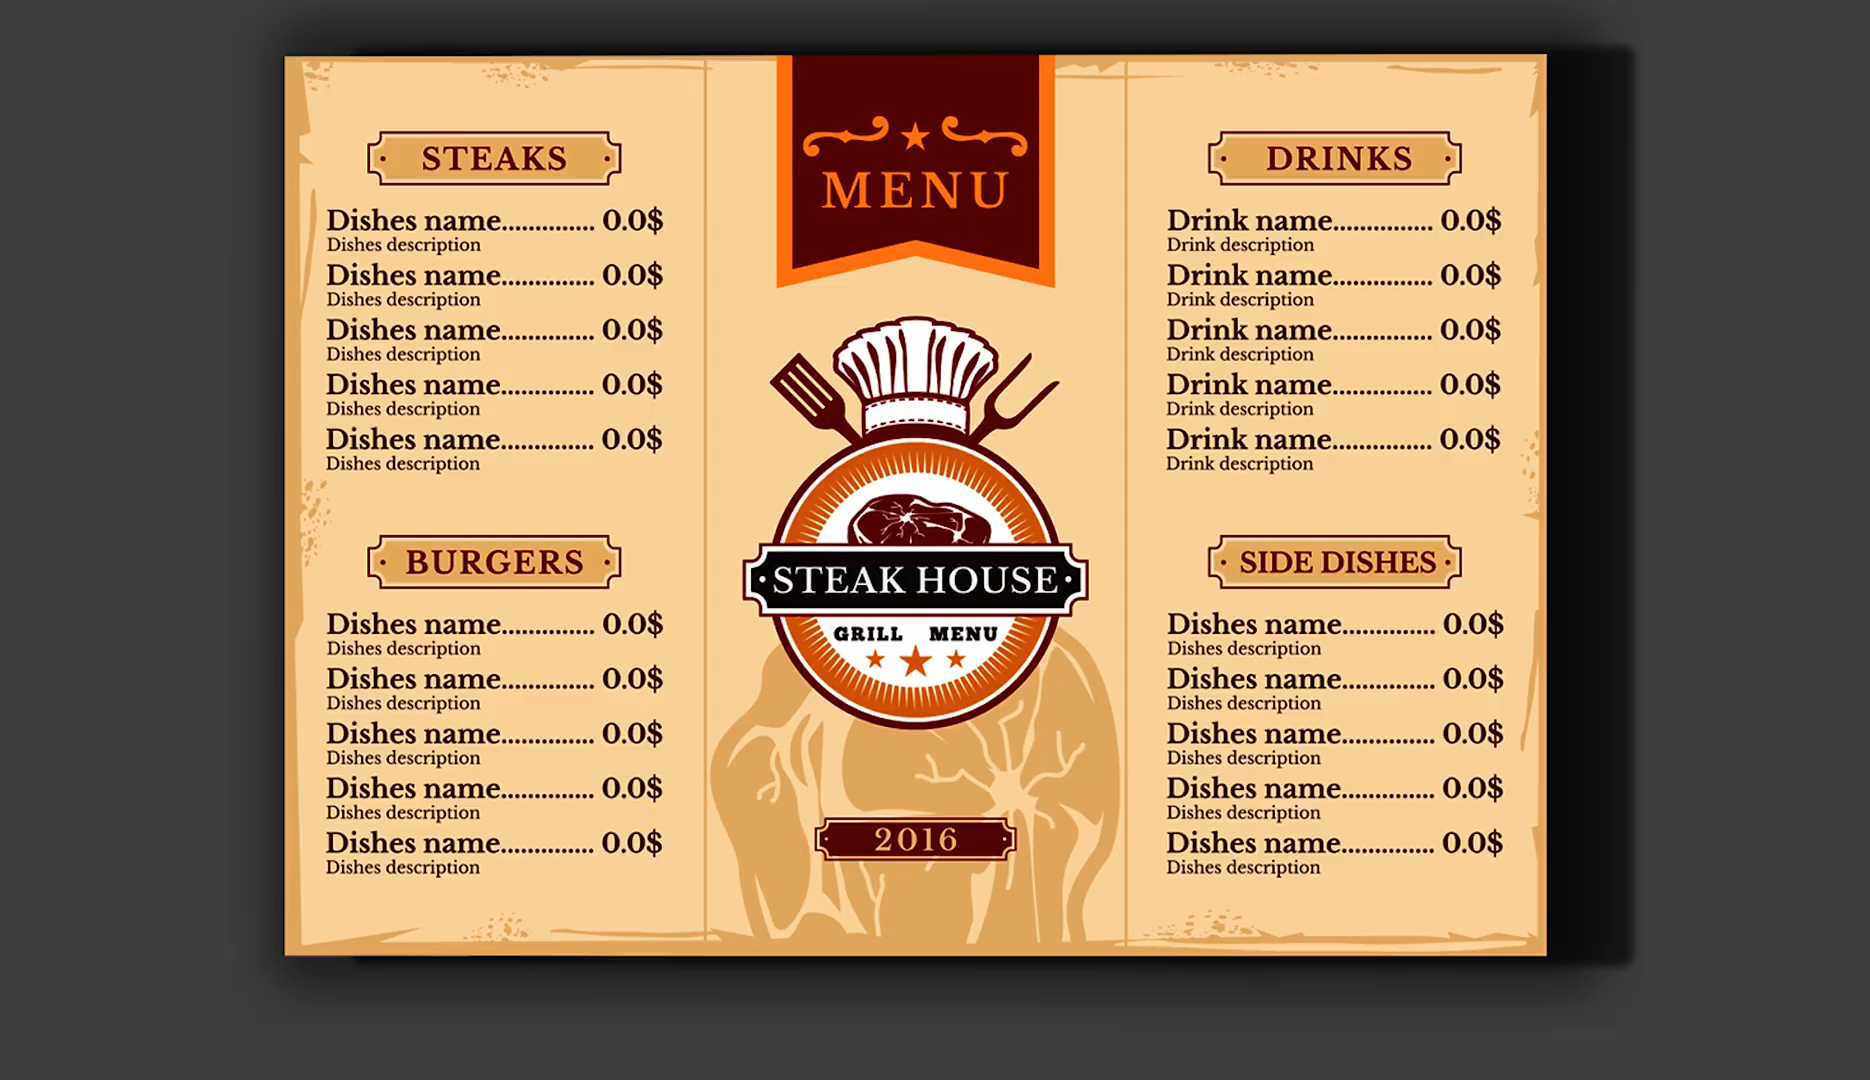 STEAKS
Dishes name.............. 0.0$
Dishes description
Dishes name.............. 0.0$
Dishes description
Dishes name.............. 0.0$
Dishes description
Dishes name.............. 0.0$
Dishes description
Dishes name.............. 0.0$
Dishes description
BURGERS
Dishes name.............. 0.0$
Dishes description
Dishes name.............. 0.0$
Dishes description
Dishes name.............. 0.0$
Dishes description
Dishes name.............. 0.0$
Dishes description
Dishes name.............. 0.0$
Dishes description
MENU
STEAK HOUSE
GRILL MENU
2016
DRINKS
Drink name............... 0.0$
Drink description
Drink name............... 0.0$
Drink description
Drink name............... 0.0$
Drink description
Drink name............... 0.0$
Drink description
Drink name............... 0.0$
Drink description
SIDE DISHES
Dishes name.............. 0.0$
Dishes description
Dishes name.............. 0.0$
Dishes description
Dishes name.............. 0.0$
Dishes description
Dishes name.............. 0.0$
Dishes description
Dishes name.............. 0.0$
Dishes description